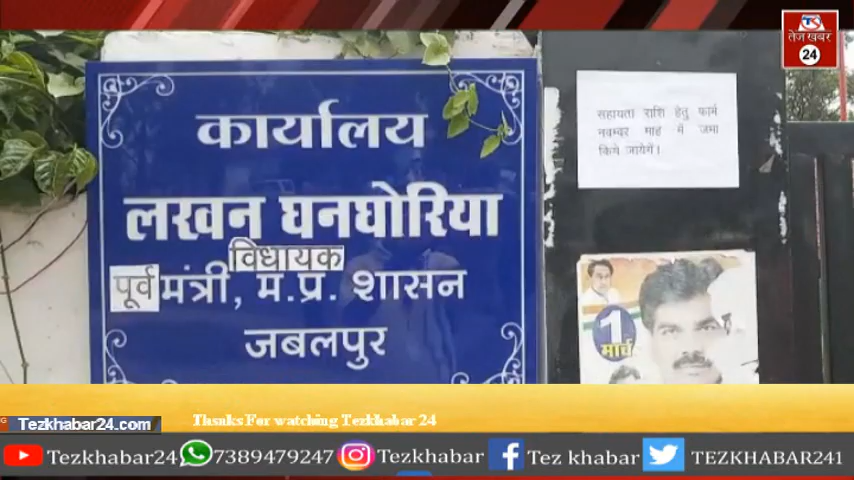 तेज खबर
24
कार्यालय
लखन घनघोरिया
विधायक
पूर्व मंत्री, म.प्र. शासन
जबलपुर
सहायता राशि हेतु फार्म
नवम्बर माह में जमा
किये जायेगें।
1
मार्च
G
Tezkhabar24.com
Thsnks For watching Tezkhabar 24
Tezkhabar24 7389479247 Tezkhabar Tez khabar TEZKHABAR241